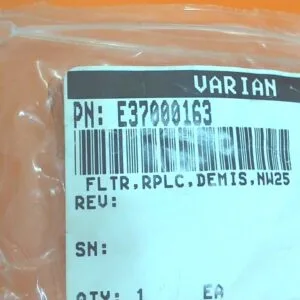 VARIAN
PN: E37000163
FLTR,RPLC,DEMIS,NW25
REV:
SN:
QTY: 1 EA